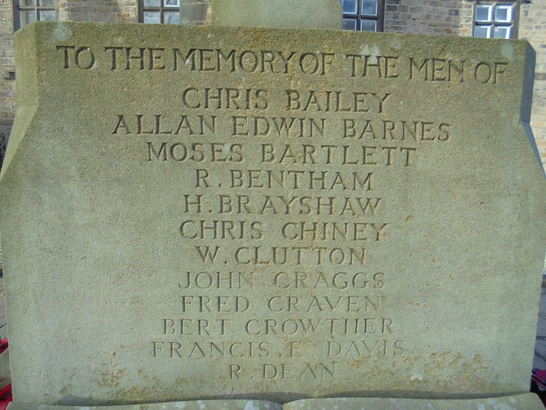 TO THE MEMORY OF THE MEN OF
CHRIS BAILEY
ALLAN EDWIN BARNES
MOSES BARTLETT
R. BENTHAM
H. BRAYSHAW
CHRIS CHINEY
W. CLUTTON
JOHN CRAGGS
FRED CRAVEN
BERT CROWTHER
FRANCIS. E. DAVIS.
R. DEAN